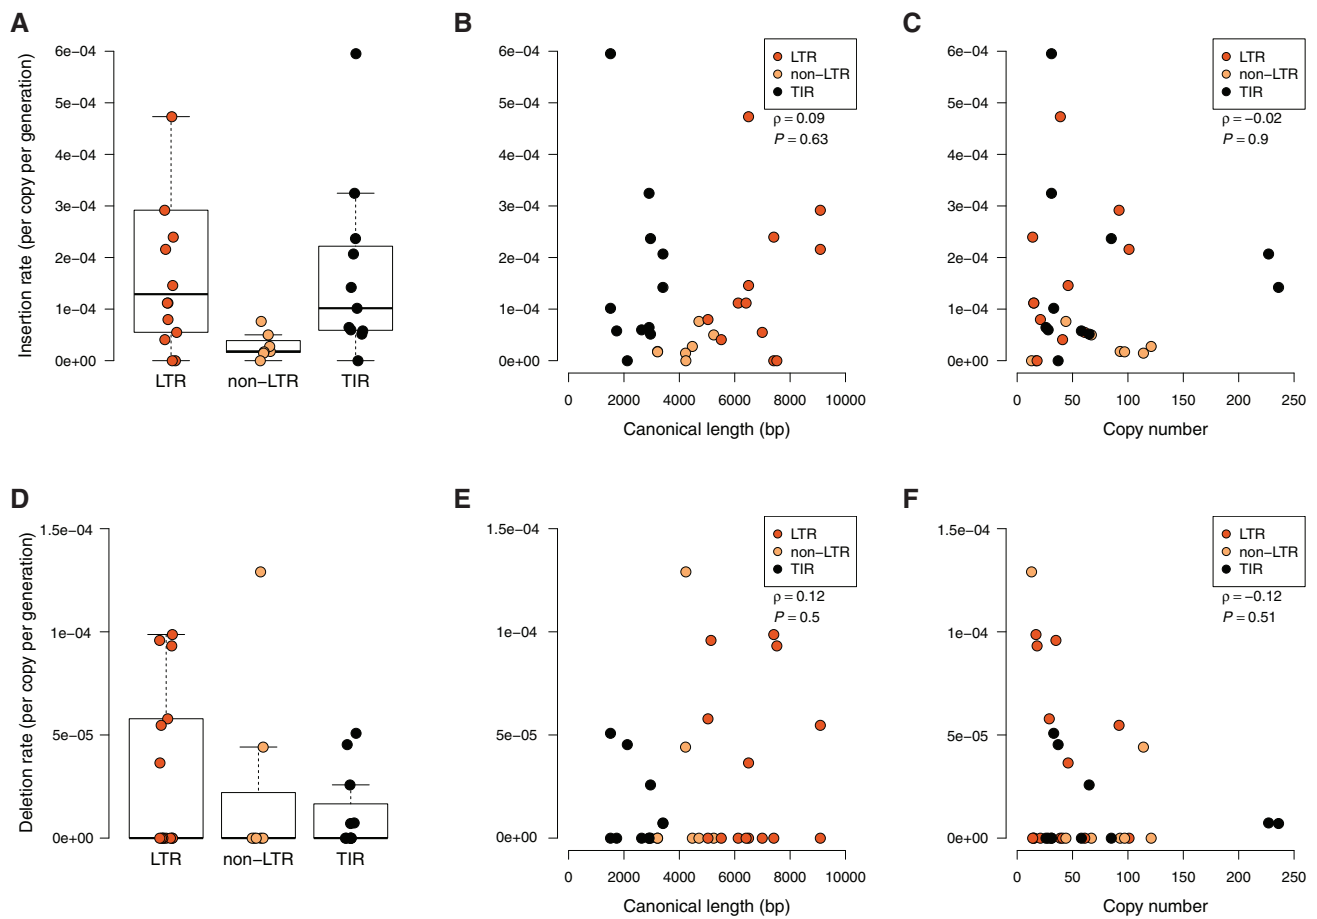 A
Insertion rate (per copy per generation)
6e−04
5e−04
4e−04
3e−04
2e−04
1e−04
0e+00
LTR
non−LTR
TIR
B
6e−04
5e−04
4e−04
3e−04
2e−04
1e−04
0e+00
LTR
non−LTR
TIR
ρ = 0.09
P = 0.63
0 2000 4000 6000 8000 10000
Canonical length (bp)
C
6e−04
5e−04
4e−04
3e−04
2e−04
1e−04
0e+00
LTR
non−LTR
TIR
ρ = −0.02
P = 0.9
0 50 100 150 200 250
Copy number
D
Deletion rate (per copy per generation)
1.5e−04
1e−04
5e−05
0e+00
LTR
non−LTR
TIR
E
1.5e−04
1e−04
5e−05
0e+00
LTR
non−LTR
TIR
ρ = 0.12
P = 0.5
0 2000 4000 6000 8000 10000
Canonical length (bp)
F
1.5e−04
1e−04
5e−05
0e+00
LTR
non−LTR
TIR
ρ = −0.12
P = 0.51
0 50 100 150 200 250
Copy number